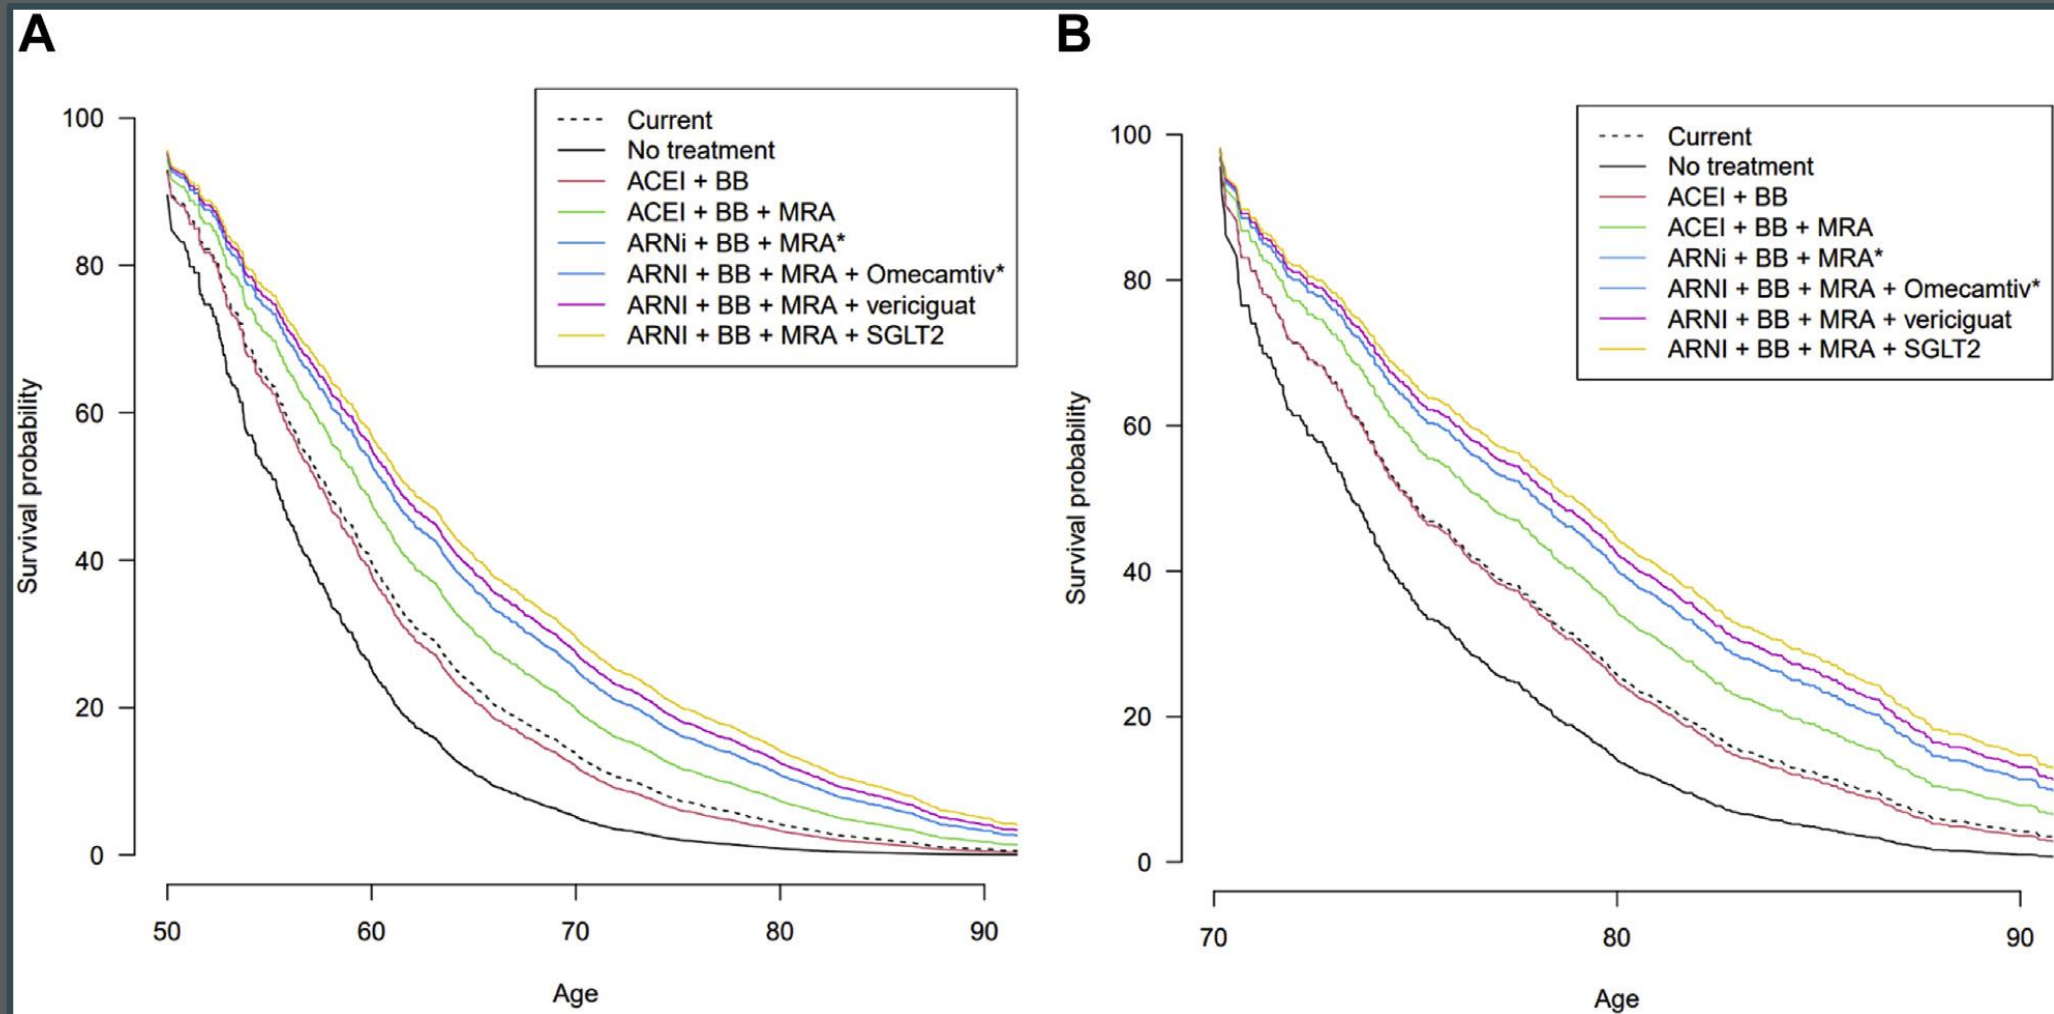 A
100
80
60
40
20
0
Survival probability
Current
No treatment
ACEI + BB
ACEI + BB + MRA
ARNi + BB + MRA*
ARNI + BB + MRA + Omecamtiv*
ARNI + BB + MRA + vericiguat
ARNI + BB + MRA + SGLT2
50 60 70 80 90
Age
B
100
80
60
40
20
0
Survival probability
Current
No treatment
ACEI + BB
ACEI + BB + MRA
ARNi + BB + MRA*
ARNI + BB + MRA + Omecamtiv*
ARNI + BB + MRA + vericiguat
ARNI + BB + MRA + SGLT2
70 80 90
Age